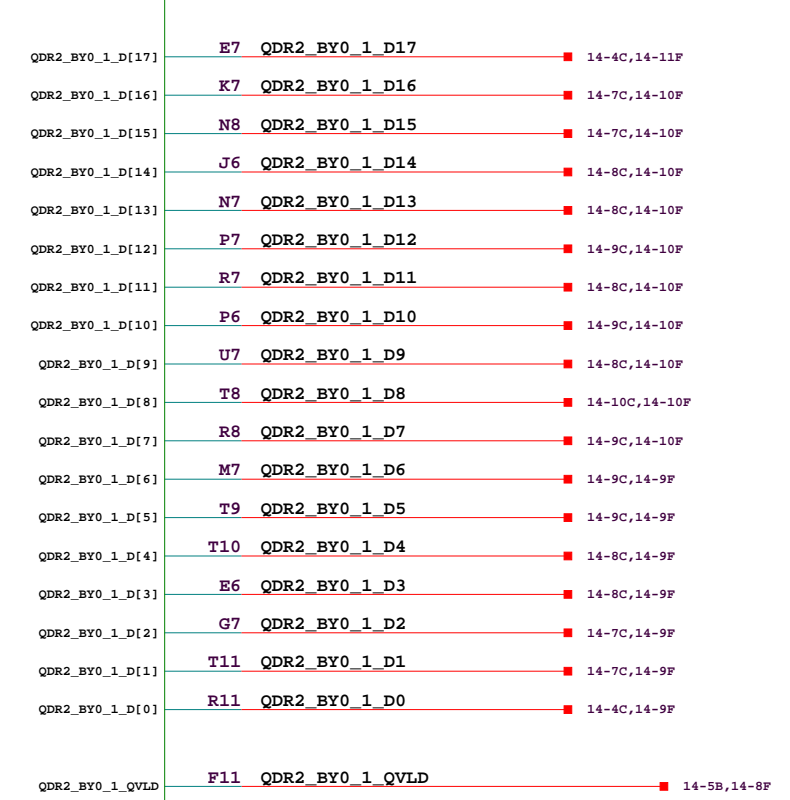 QDR2_BY0_1_D[17] E7 QDR2_BY0_1_D17 14-4C,14-11F
QDR2_BY0_1_D[16] K7 QDR2_BY0_1_D16 14-7C,14-10F
QDR2_BY0_1_D[15] N8 QDR2_BY0_1_D15 14-7C,14-10F
QDR2_BY0_1_D[14] J6 QDR2_BY0_1_D14 14-8C,14-10F
QDR2_BY0_1_D[13] N7 QDR2_BY0_1_D13 14-8C,14-10F
QDR2_BY0_1_D[12] P7 QDR2_BY0_1_D12 14-9C,14-10F
QDR2_BY0_1_D[11] R7 QDR2_BY0_1_D11 14-8C,14-10F
QDR2_BY0_1_D[10] P6 QDR2_BY0_1_D10 14-9C,14-10F
QDR2_BY0_1_D[9] U7 QDR2_BY0_1_D9 14-8C,14-10F
QDR2_BY0_1_D[8] T8 QDR2_BY0_1_D8 14-10C,14-10F
QDR2_BY0_1_D[7] R8 QDR2_BY0_1_D7 14-9C,14-10F
QDR2_BY0_1_D[6] M7 QDR2_BY0_1_D6 14-9C,14-9F
QDR2_BY0_1_D[5] T9 QDR2_BY0_1_D5 14-9C,14-9F
QDR2_BY0_1_D[4] T10 QDR2_BY0_1_D4 14-8C,14-9F
QDR2_BY0_1_D[3] E6 QDR2_BY0_1_D3 14-8C,14-9F
QDR2_BY0_1_D[2] G7 QDR2_BY0_1_D2 14-7C,14-9F
QDR2_BY0_1_D[1] T11 QDR2_BY0_1_D1 14-7C,14-9F
QDR2_BY0_1_D[0] R11 QDR2_BY0_1_D0 14-4C,14-9F
QDR2_BY0_1_QVLD F11 QDR2_BY0_1_QVLD 14-5B,14-8F